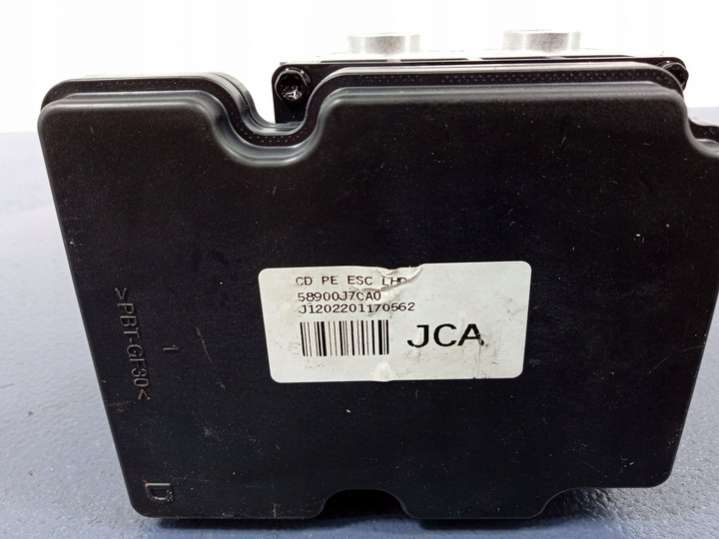 CD PE ESC LHD
58900J7CA0
J1202201170562
JCA
>PBT-GF30<
1